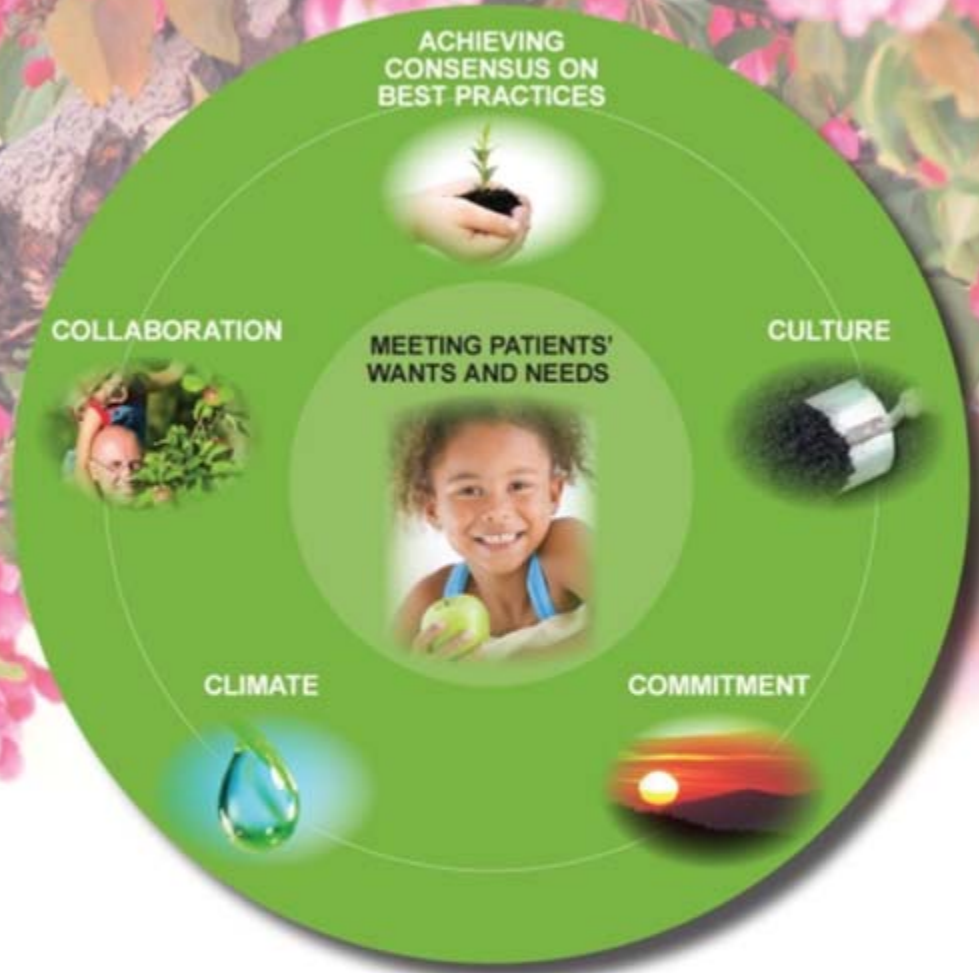 ACHIEVING
CONSENSUS ON
BEST PRACTICES
COLLABORATION
MEETING PATIENTS'
WANTS AND NEEDS
CULTURE
CLIMATE
COMMITMENT